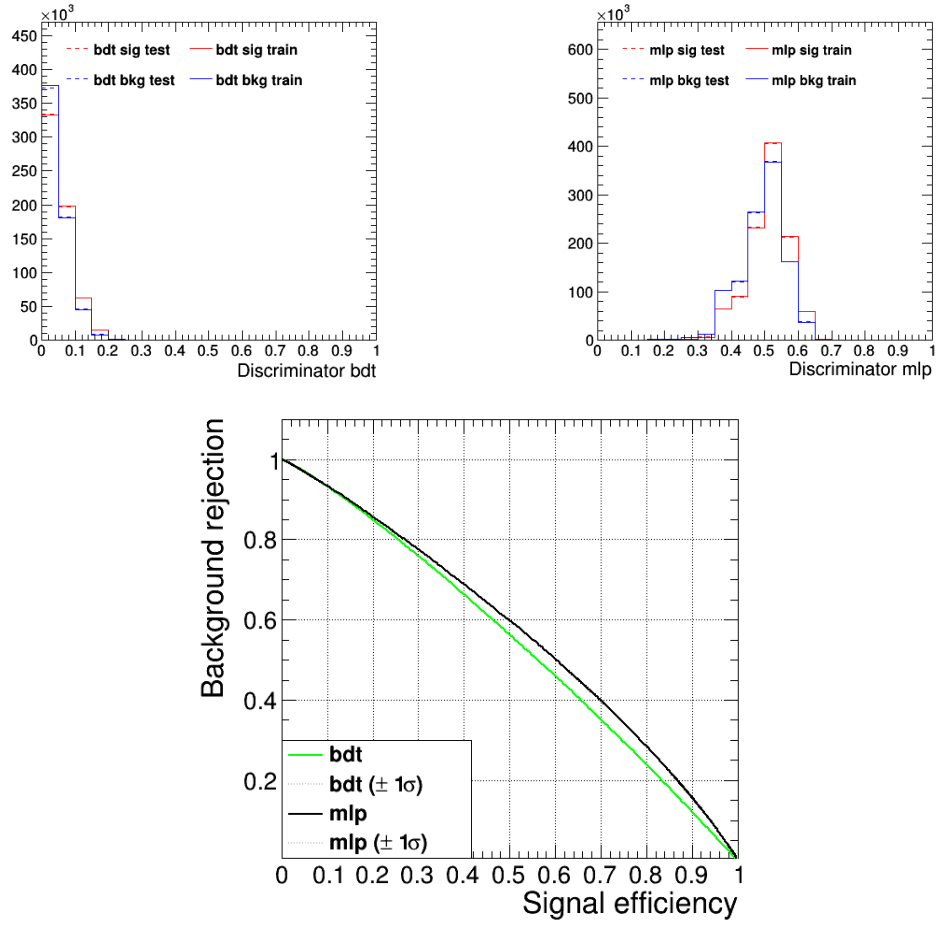 ×10³
450
400
350
300
250
200
150
100
50
0
bdt sig test
bdt sig train
bdt bkg test
bdt bkg train
0 0.1 0.2 0.3 0.4 0.5 0.6 0.7 0.8 0.9 1
Discriminator bdt
×10³
600
500
400
300
200
100
0
mlp sig test
mlp sig train
mlp bkg test
mlp bkg train
0 0.1 0.2 0.3 0.4 0.5 0.6 0.7 0.8 0.9 1
Discriminator mlp
Background rejection
1
0.8
0.6
0.4
0.2
bdt
bdt (± 1σ)
mlp
mlp (± 1σ)
0 0.1 0.2 0.3 0.4 0.5 0.6 0.7 0.8 0.9 1
Signal efficiency